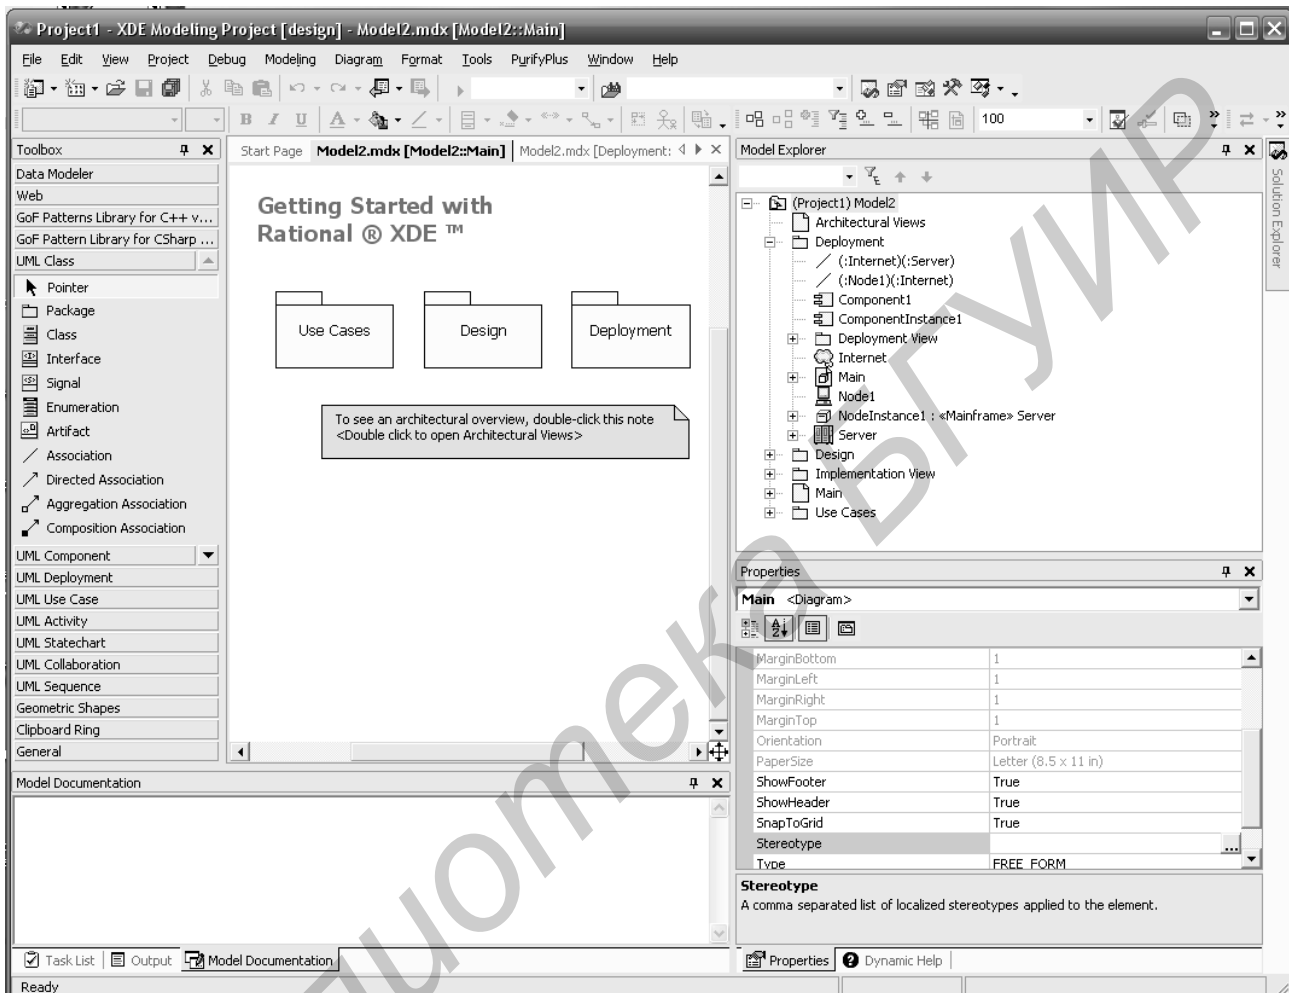 Project1 - XDE Modeling Project [design] - Model2.mdx [Model2::Main]
File Edit View Project Debug Modeling Diagram Format Tools PurifyPlus Window Help
B I U A 100
Toolbox
Data Modeler
Web
GoF Patterns Library for C++ v...
GoF Pattern Library for CSharp ...
UML Class
Pointer
Package
Class
Interface
Signal
Enumeration
Artifact
Association
Directed Association
Aggregation Association
Composition Association
UML Component
UML Deployment
UML Use Case
UML Activity
UML Statechart
UML Collaboration
UML Sequence
Geometric Shapes
Clipboard Ring
General
Start Page Model2.mdx [Model2::Main] Model2.mdx [Deployment:
Getting Started with
Rational ® XDE ™
Use Cases
Design
Deployment
To see an architectural overview, double-click this note
<Double click to open Architectural Views>
Model Explorer
(Project1) Model2
Architectural Views
Deployment
(:Internet)(:Server)
(:Node1)(:Internet)
Component1
ComponentInstance1
Deployment View
Internet
Main
Node1
NodeInstance1 : «Mainframe» Server
Server
Design
Implementation View
Main
Use Cases
Solution Explorer
Properties
Main <Diagram>
MarginBottom 1
MarginLeft 1
MarginRight 1
MarginTop 1
Orientation Portrait
PaperSize Letter (8.5 x 11 in)
ShowFooter True
ShowHeader True
SnapToGrid True
Stereotype ...
Type FREE_FORM
Stereotype
A comma separated list of localized stereotypes applied to the element.
Properties Dynamic Help
Model Documentation
Task List Output Model Documentation
Ready
БГУИР